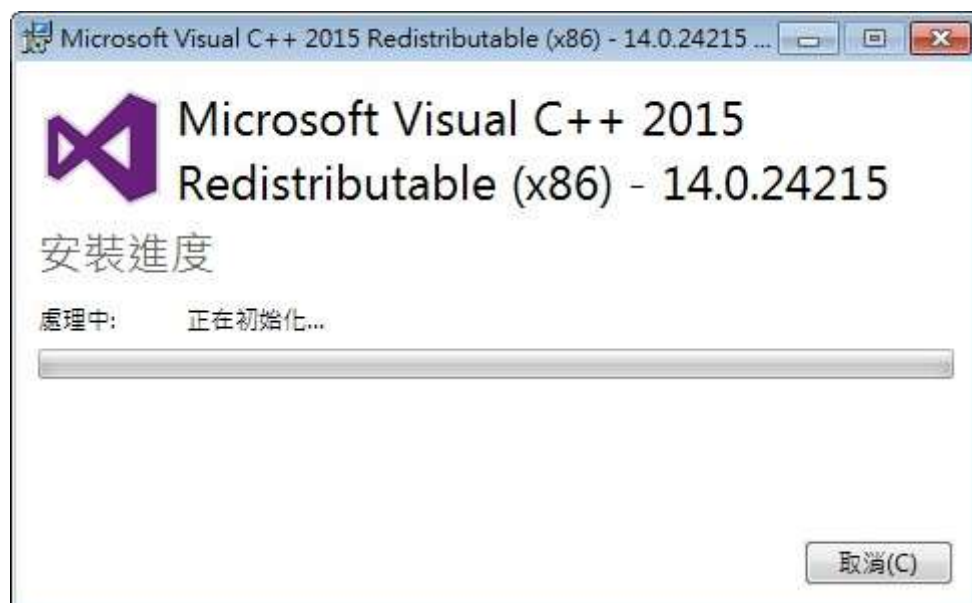 Microsoft Visual C++ 2015 Redistributable (x86) - 14.0.24215 ...
Microsoft Visual C++ 2015
Redistributable (x86) - 14.0.24215
安裝進度
處理中: 正在初始化...
取消(C)